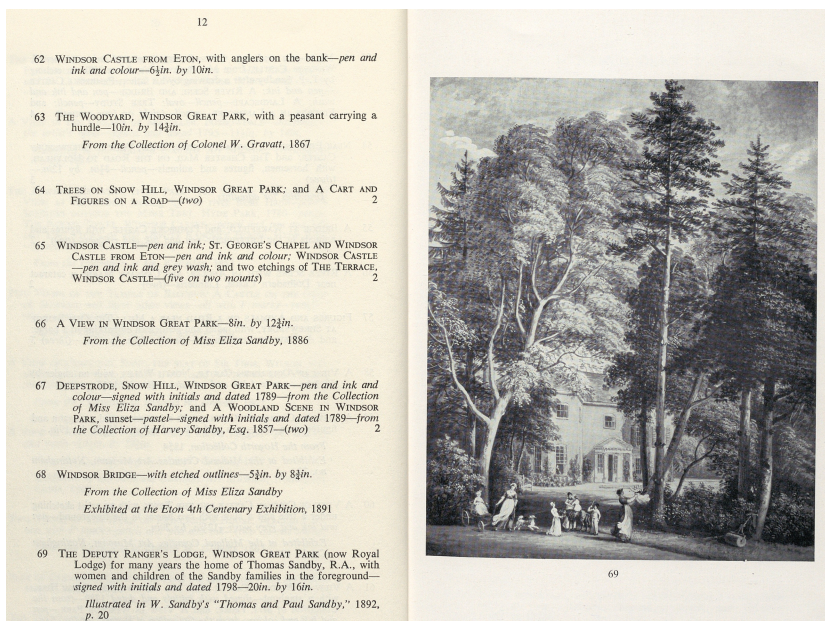 12
62 WINDSOR CASTLE FROM ETON, with anglers on the bank—pen and
ink and colour—6½in. by 10in.
63 THE WOODYARD, WINDSOR GREAT PARK, with a peasant carrying a
hurdle—10in. by 14¾in.
From the Collection of Colonel W. Gravatt, 1867
64 TREES ON SNOW HILL, WINDSOR GREAT PARK; and A CART AND
FIGURES ON A ROAD—(two) 2
65 WINDSOR CASTLE—pen and ink; ST. GEORGE'S CHAPEL AND WINDSOR
CASTLE FROM ETON—pen and ink and colour; WINDSOR CASTLE
—pen and ink and grey wash; and two etchings of THE TERRACE,
WINDSOR CASTLE—(five on two mounts) 2
66 A VIEW IN WINDSOR GREAT PARK—8in. by 12¾in.
From the Collection of Miss Eliza Sandby, 1886
67 DEEPSTRODE, SNOW HILL, WINDSOR GREAT PARK—pen and ink and
colour—signed with initials and dated 1789—from the Collection
of Miss Eliza Sandby; and A WOODLAND SCENE IN WINDSOR
PARK, sunset—pastel—signed with initials and dated 1789—from
the Collection of Harvey Sandby, Esq. 1857—(two) 2
68 WINDSOR BRIDGE—with etched outlines—5¾in. by 8¾in.
From the Collection of Miss Eliza Sandby
Exhibited at the Eton 4th Centenary Exhibition, 1891
69 THE DEPUTY RANGER'S LODGE, WINDSOR GREAT PARK (now Royal
Lodge) for many years the home of Thomas Sandby, R.A., with
women and children of the Sandby families in the foreground—
signed with initials and dated 1798—20in. by 16in.
Illustrated in W. Sandby's "Thomas and Paul Sandby," 1892,
p. 20
69